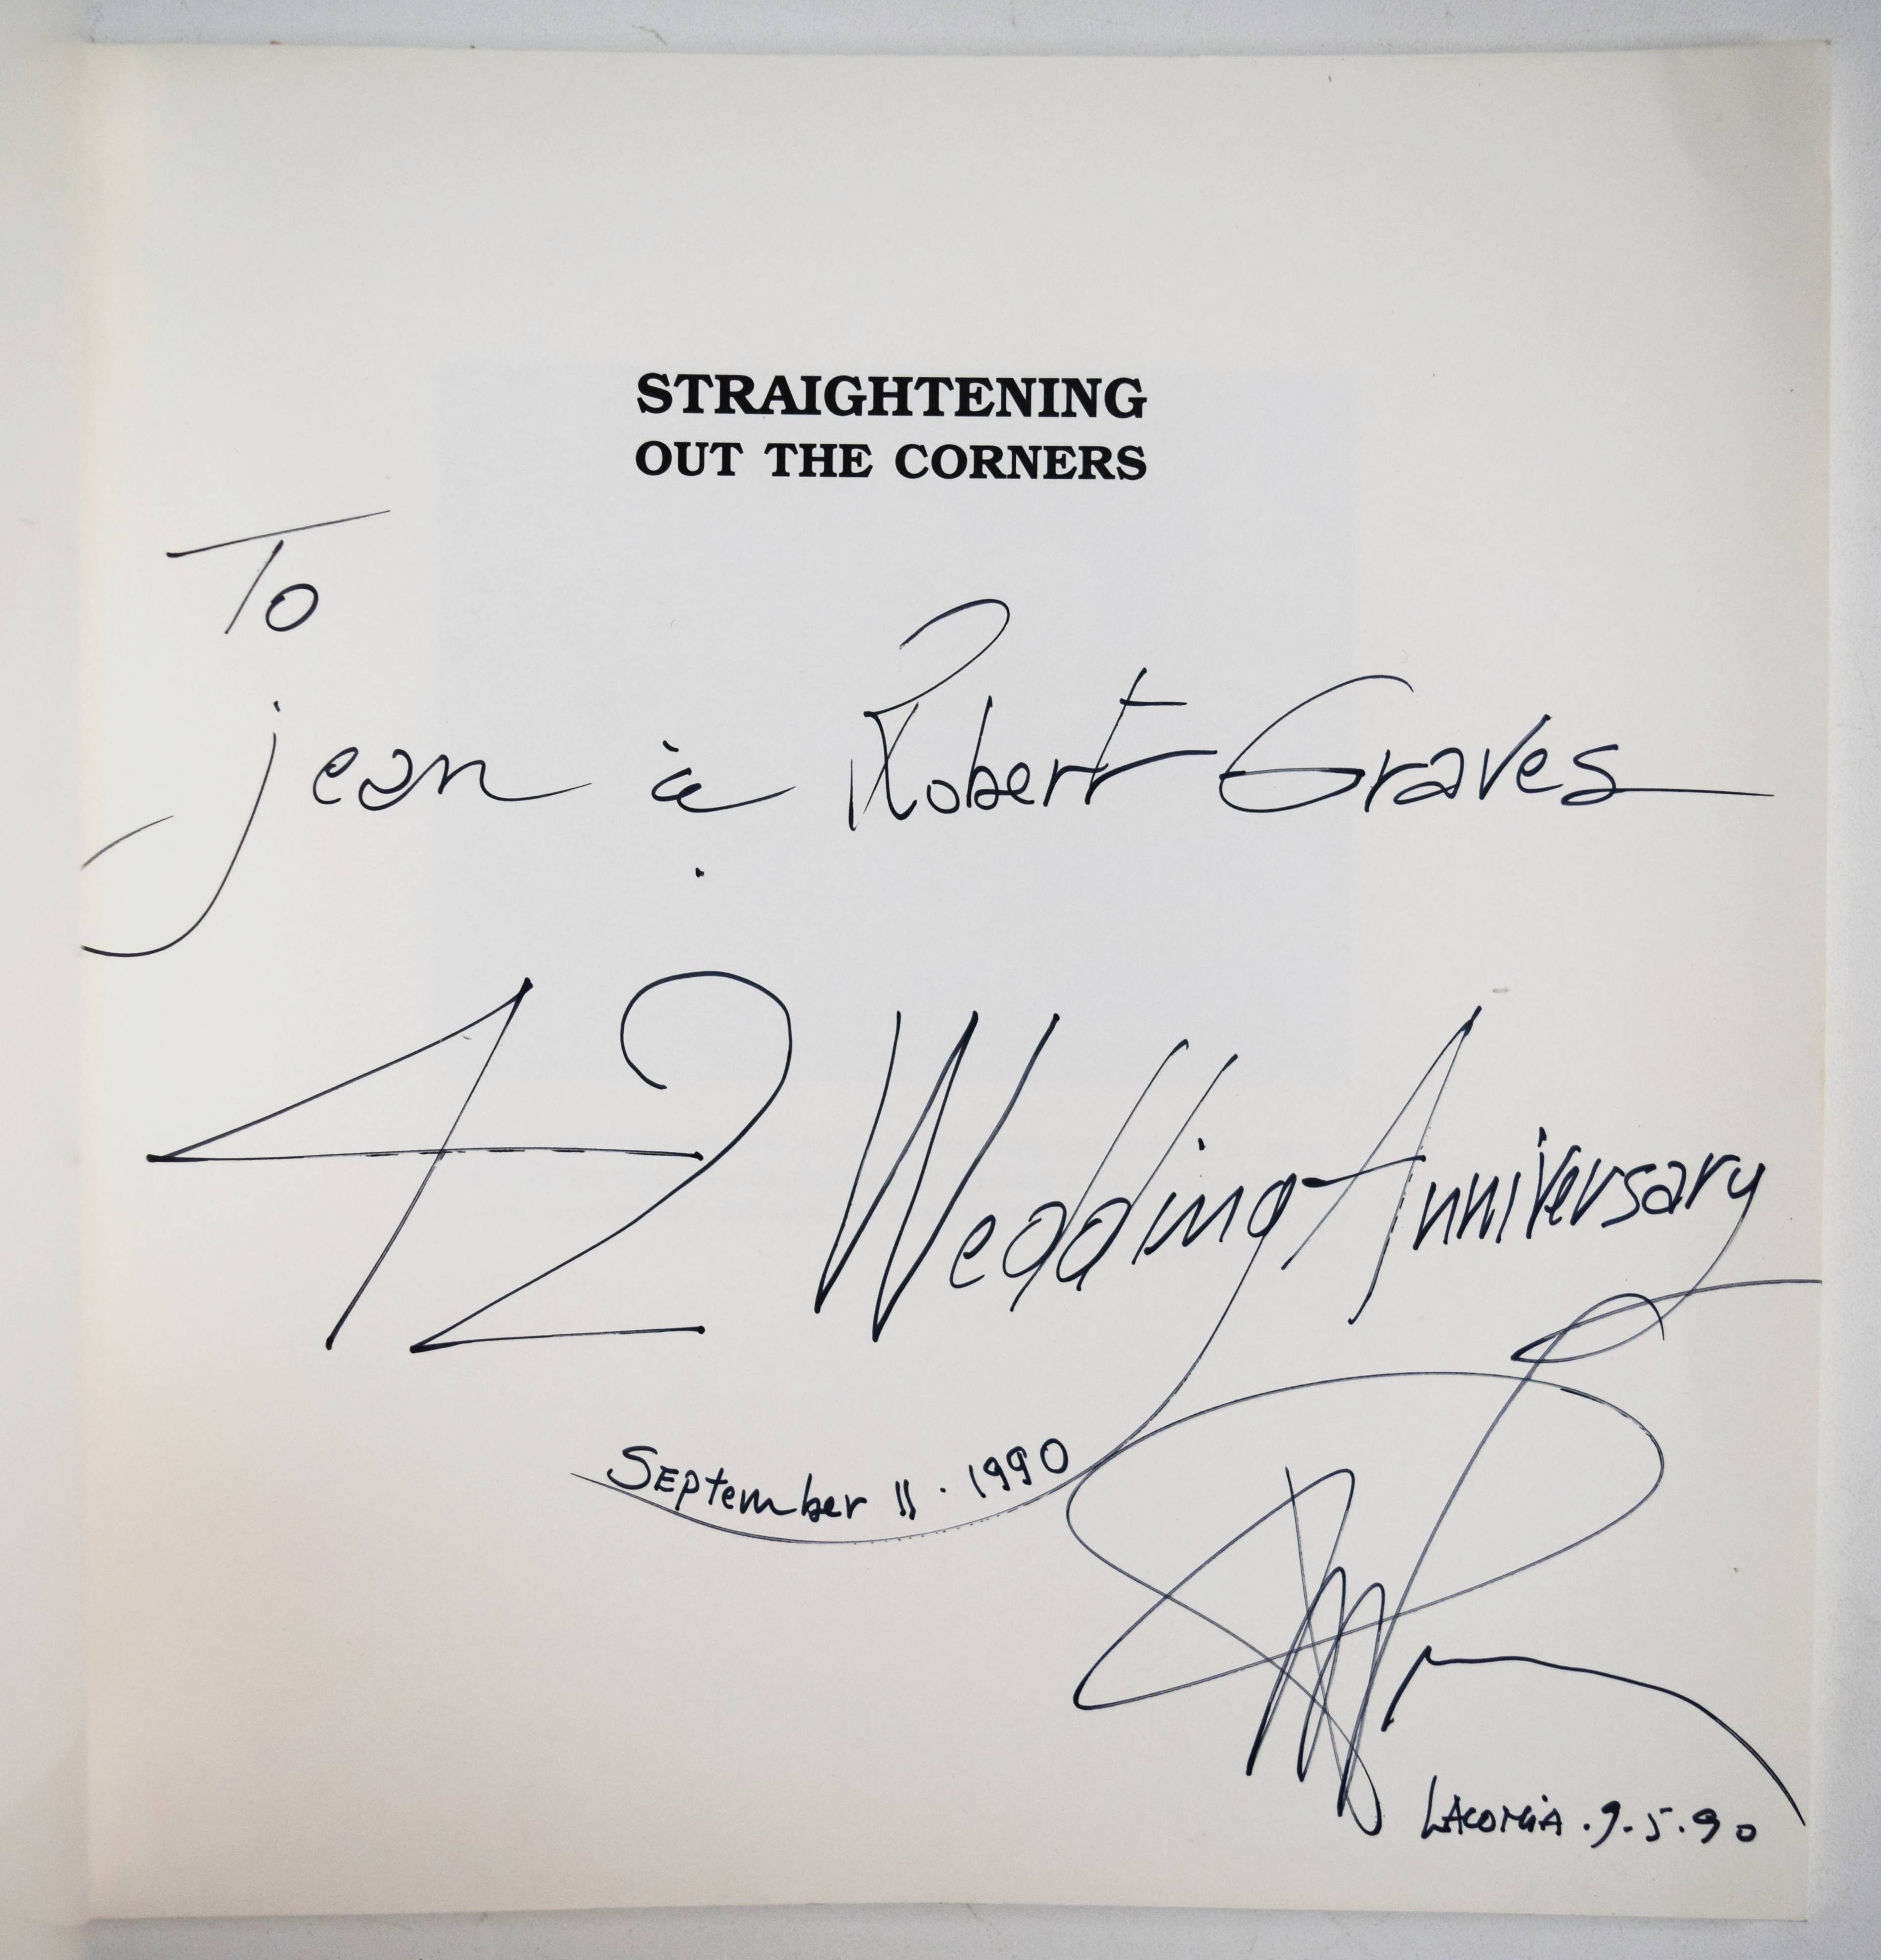 STRAIGHTENING
OUT THE CORNERS
To
jean & Robert Graves
42 Wedding Anniversary
SEptember 11 . 1990
LACONIA . 9.5.90